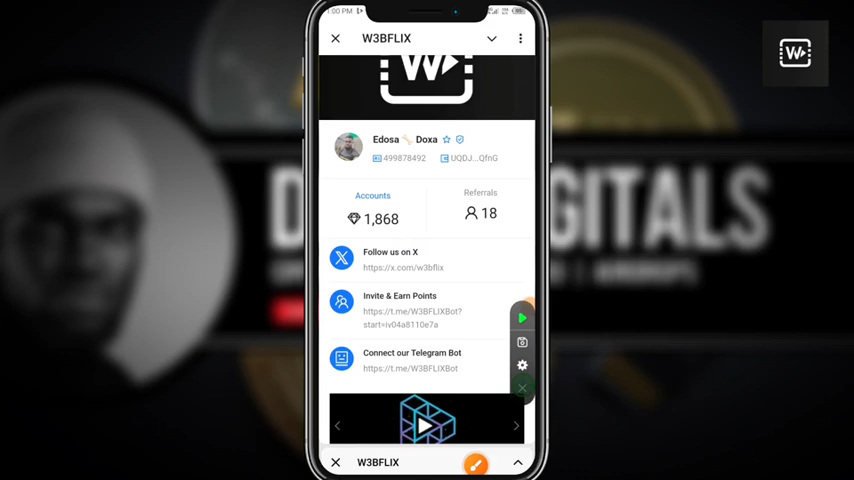 1:00 PM
W3BFLIX
W
Edosa 🦴 Doxa
499878492
UQDJ...QfnG
Accounts
Referrals
1,868
18
Follow us on X
https://x.com/w3bflix
Invite & Earn Points
https://t.me/W3BFLIXBot?
start=iv04a8110e7a
Connect our Telegram Bot
https://t.me/W3BFLIXBot
W3BFLIX